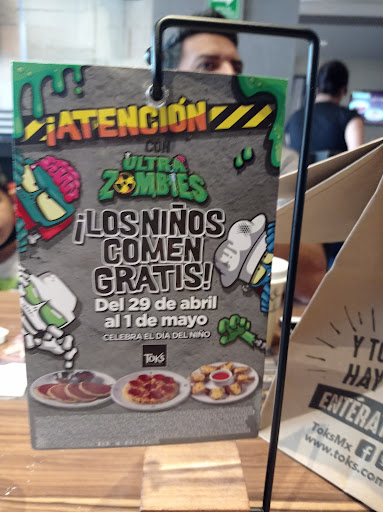 ¡ATENCIÓN
CON
ULTRA
ZOMBIES
¡LOS NIÑOS
COMEN
GRATIS!
Del 29 de abril
al 1 de mayo
CELEBRA EL DÍA DEL NIÑO
TOKS
¿
Y TO
HAY
ENTÉRA
ToksMx
www.toks.com